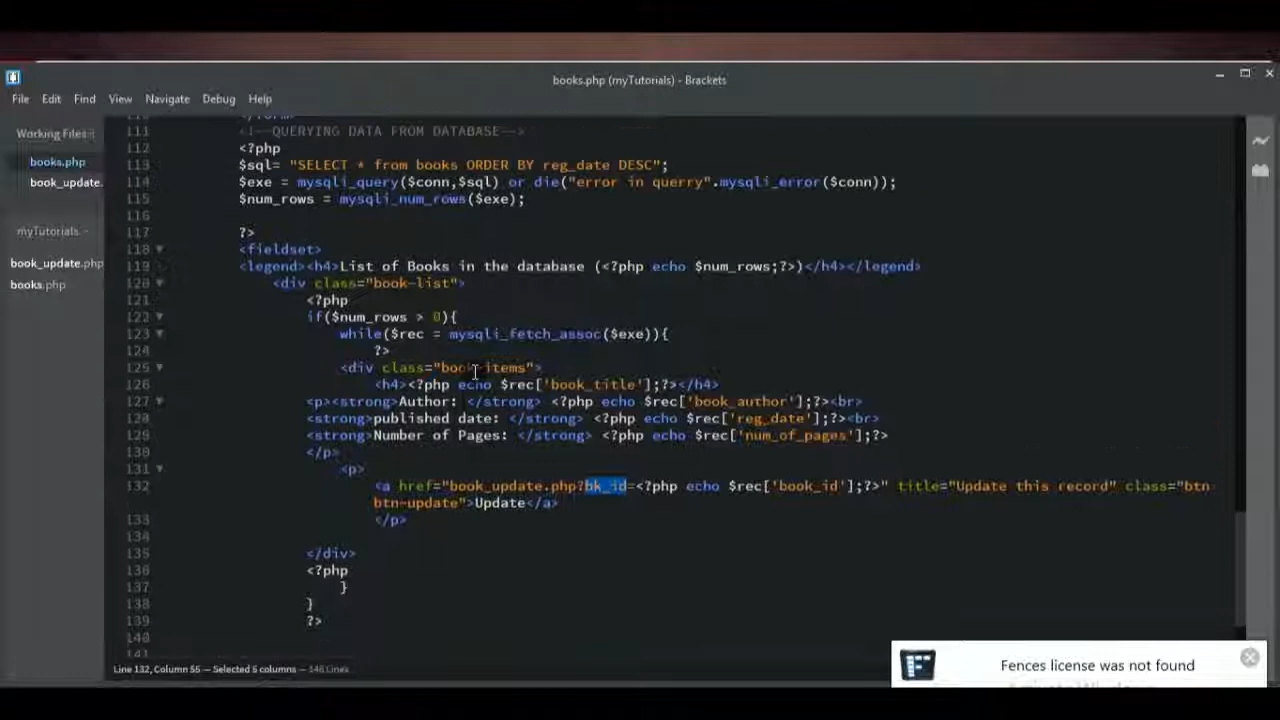 books.php (myTutorials) - Brackets
File Edit Find View Navigate Debug Help
Working Files
books.php
book_update.
myTutorials
book_update.php
books.php
111 <!--QUERYING DATA FROM DATABASE-->
112 <?php
113 $sql= "SELECT * from books ORDER BY reg_date DESC";
114 $exe = mysqli_query($conn,$sql) or die("error in querry".mysqli_error($conn));
115 $num_rows = mysqli_num_rows($exe);
116
117 ?>
118 <fieldset>
119 <legend><h4>List of Books in the database (<?php echo $num_rows;?>)</h4></legend>
120 <div class="book-list">
121 <?php
122 if($num_rows > 0){
123 while($rec = mysqli_fetch_assoc($exe)){
124 ?>
125 <div class="book-items">
126 <h4><?php echo $rec['book_title'];?></h4>
127 <p><strong>Author: </strong> <?php echo $rec['book_author'];?><br>
128 <strong>published date: </strong> <?php echo $rec['reg_date'];?><br>
129 <strong>Number of Pages: </strong> <?php echo $rec['num_of_pages'];?>
130 </p>
131 <p>
132 <a href="book_update.php?bk_id=<?php echo $rec['book_id'];?>" title="Update this record" class="btn
btn-update">Update</a>
133 </p>
134
135 </div>
136 <?php
137 }
138 }
139 ?>
140
141
Line 132, Column 55 — Selected 5 columns — 148 Lines
Fences license was not found